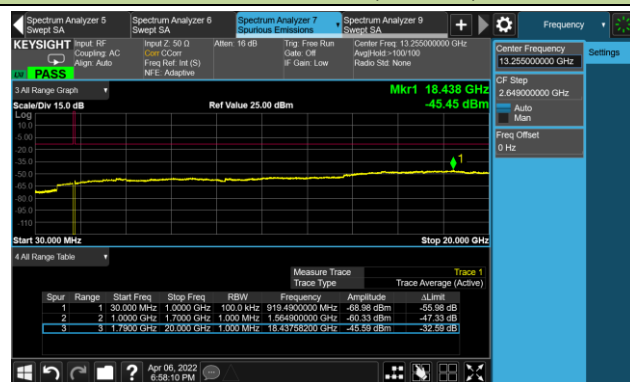 Spectrum Analyzer 5
Swept SA
Spectrum Analyzer 6
Swept SA
Spectrum Analyzer 7
Spurious Emissions
Spectrum Analyzer 9
Swept SA
Frequency
KEYSIGHT
Input: RF
Coupling: AC
Align: Auto
Input Z: 50 Ω
Corr CCorr
Freq Ref: Int (S)
NFE: Adaptive
Atten: 16 dB
Trig: Free Run
Gate: Off
IF Gain: Low
Center Freq: 13.255000000 GHz
Avg|Hold:>100/100
Radio Std: None
PASS
Center Frequency
13.255000000 GHz
Settings
CF Step
2.649000000 GHz
Auto
Man
Freq Offset
0 Hz
3 All Range Graph
Mkr1 18.438 GHz
Scale/Div 15.0 dB
Ref Value 25.00 dBm
-45.45 dBm
Log
10.0
-5.00
-20.0
-35.0
-50.0
-65.0
-80.0
-95.0
-110
1
Start 30.000 MHz
Stop 20.000 GHz
4 All Range Table
Measure Trace Trace 1
Trace Type Trace Average (Active)
Spur Range Start Freq Stop Freq RBW Frequency Amplitude ΔLimit
1 1 30.000 MHz 1.0000 GHz 100.0 kHz 919.4900000 MHz -68.98 dBm -55.98 dB
2 2 1.0000 GHz 1.7000 GHz 1.000 MHz 1.564900000 GHz -60.33 dBm -47.33 dB
3 3 1.7900 GHz 20.000 GHz 1.000 MHz 18.43758200 GHz -45.59 dBm -32.59 dB
?
Apr 06, 2022
6:58:10 PM